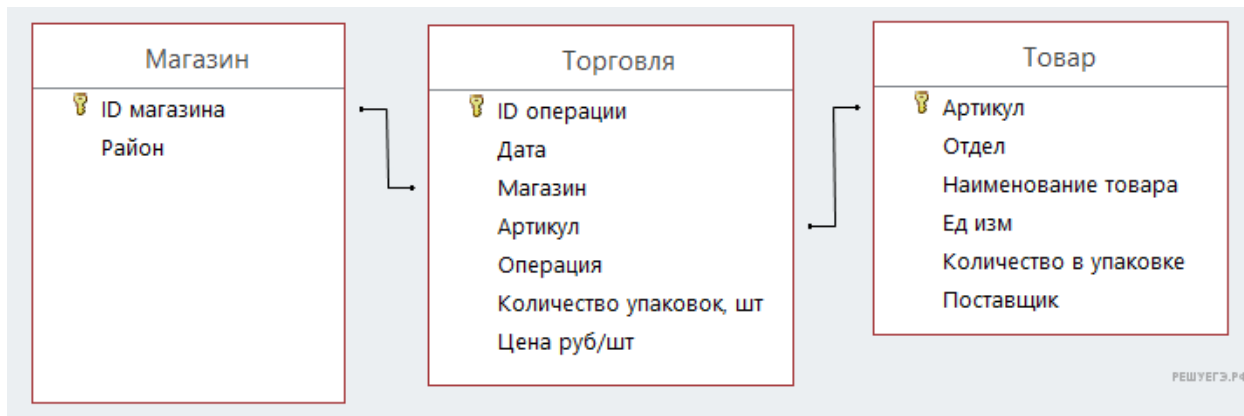 Магазин
ID магазина
Район
Торговля
ID операции
Дата
Магазин
Артикул
Операция
Количество упаковок, шт
Цена руб/шт
Товар
Артикул
Отдел
Наименование товара
Ед изм
Количество в упаковке
Поставщик
РЕШУЕГЭ.РФ